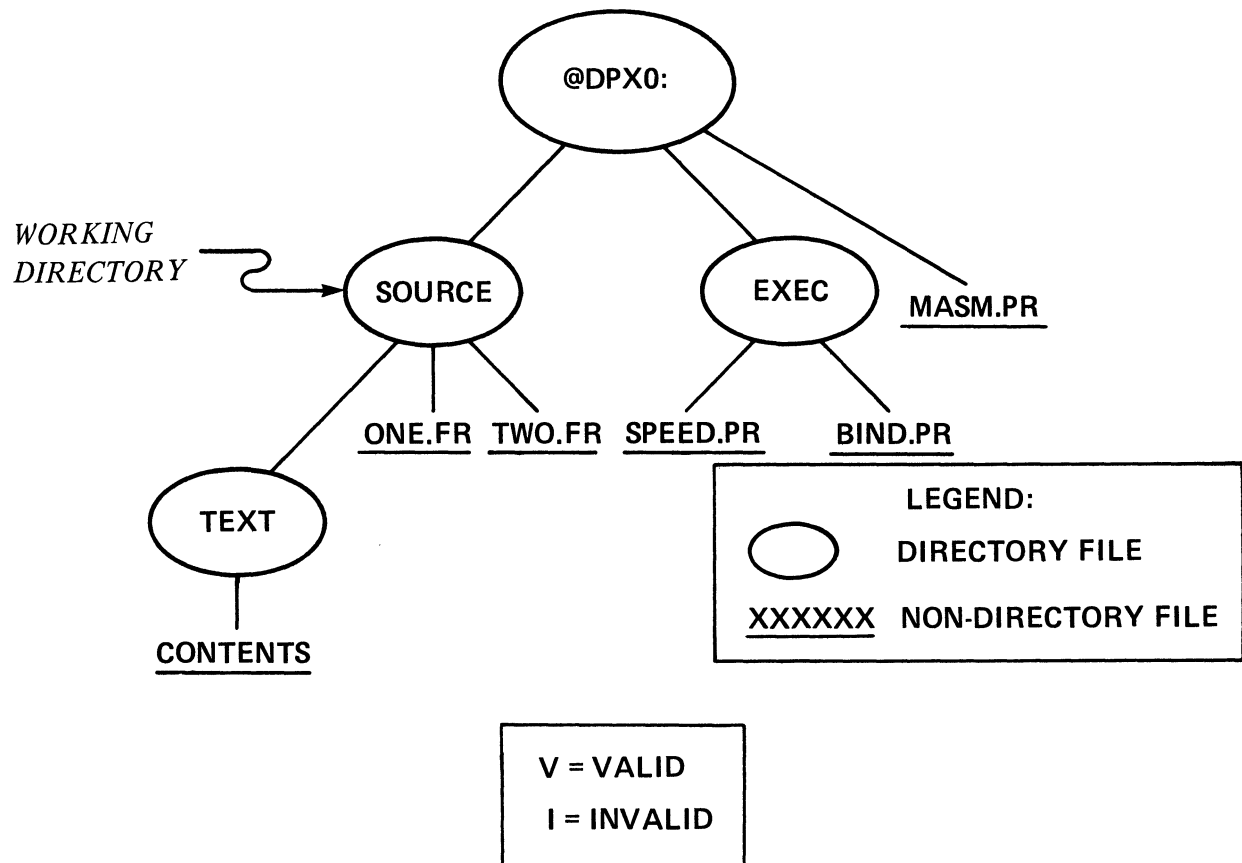 @DPX0:
WORKING
DIRECTORY
SOURCE
EXEC
MASM.PR
ONE.FR
TWO.FR
SPEED.PR
BIND.PR
TEXT
CONTENTS
LEGEND:
DIRECTORY FILE
XXXXXX NON-DIRECTORY FILE
V = VALID
I = INVALID